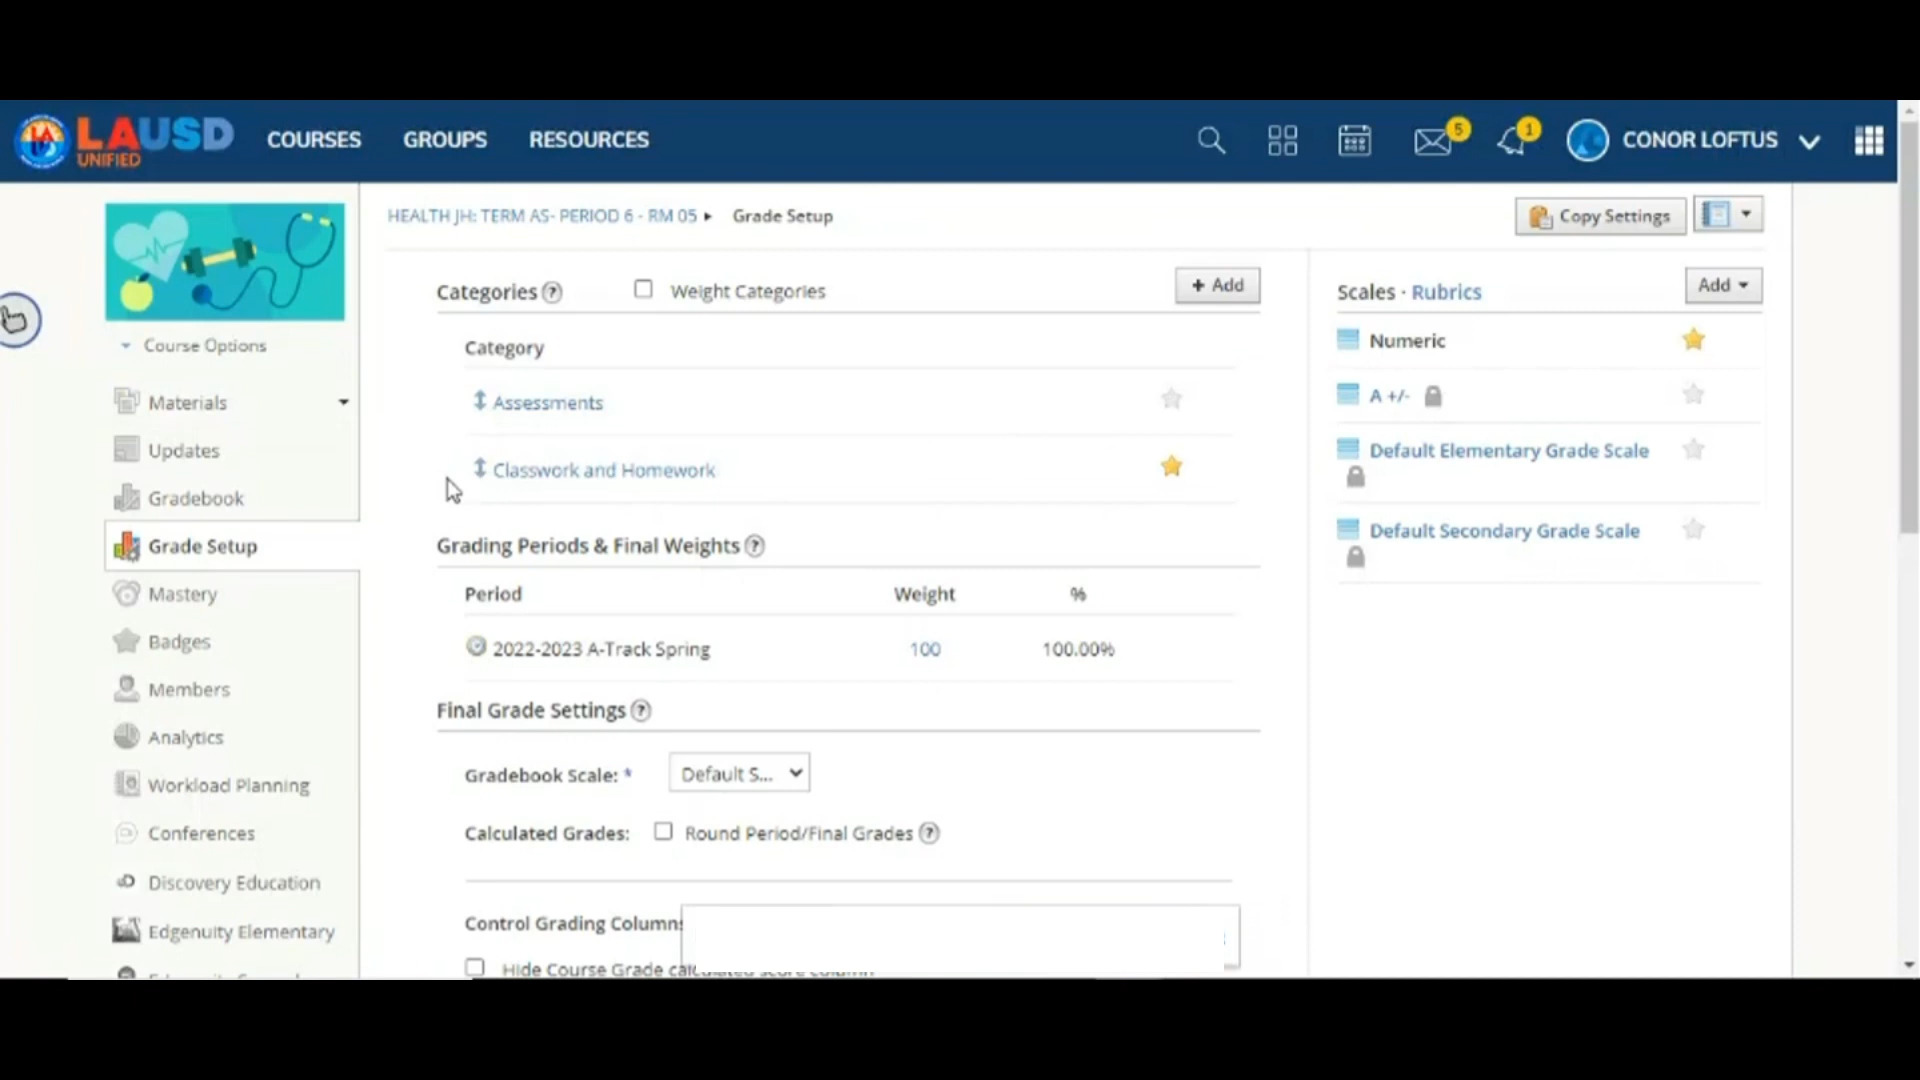 LAUSD
UNIFIED
COURSES
GROUPS
RESOURCES
5
1
CONOR LOFTUS
HEALTH JH: TERM AS- PERIOD 6 - RM 05
Grade Setup
Copy Settings
Course Options
Materials
Updates
Gradebook
Grade Setup
Mastery
Badges
Members
Analytics
Workload Planning
Conferences
Discovery Education
Edgenuity Elementary
Categories ?
Weight Categories
+ Add
Category
Assessments
Classwork and Homework
Grading Periods & Final Weights ?
Period Weight %
2022-2023 A-Track Spring 100 100.00%
Final Grade Settings ?
Gradebook Scale: * Default S...
Calculated Grades: Round Period/Final Grades ?
Control Grading Columns
Hide Course Grade calculated score column
Scales · Rubrics
Add
Numeric
A +/-
Default Elementary Grade Scale
Default Secondary Grade Scale